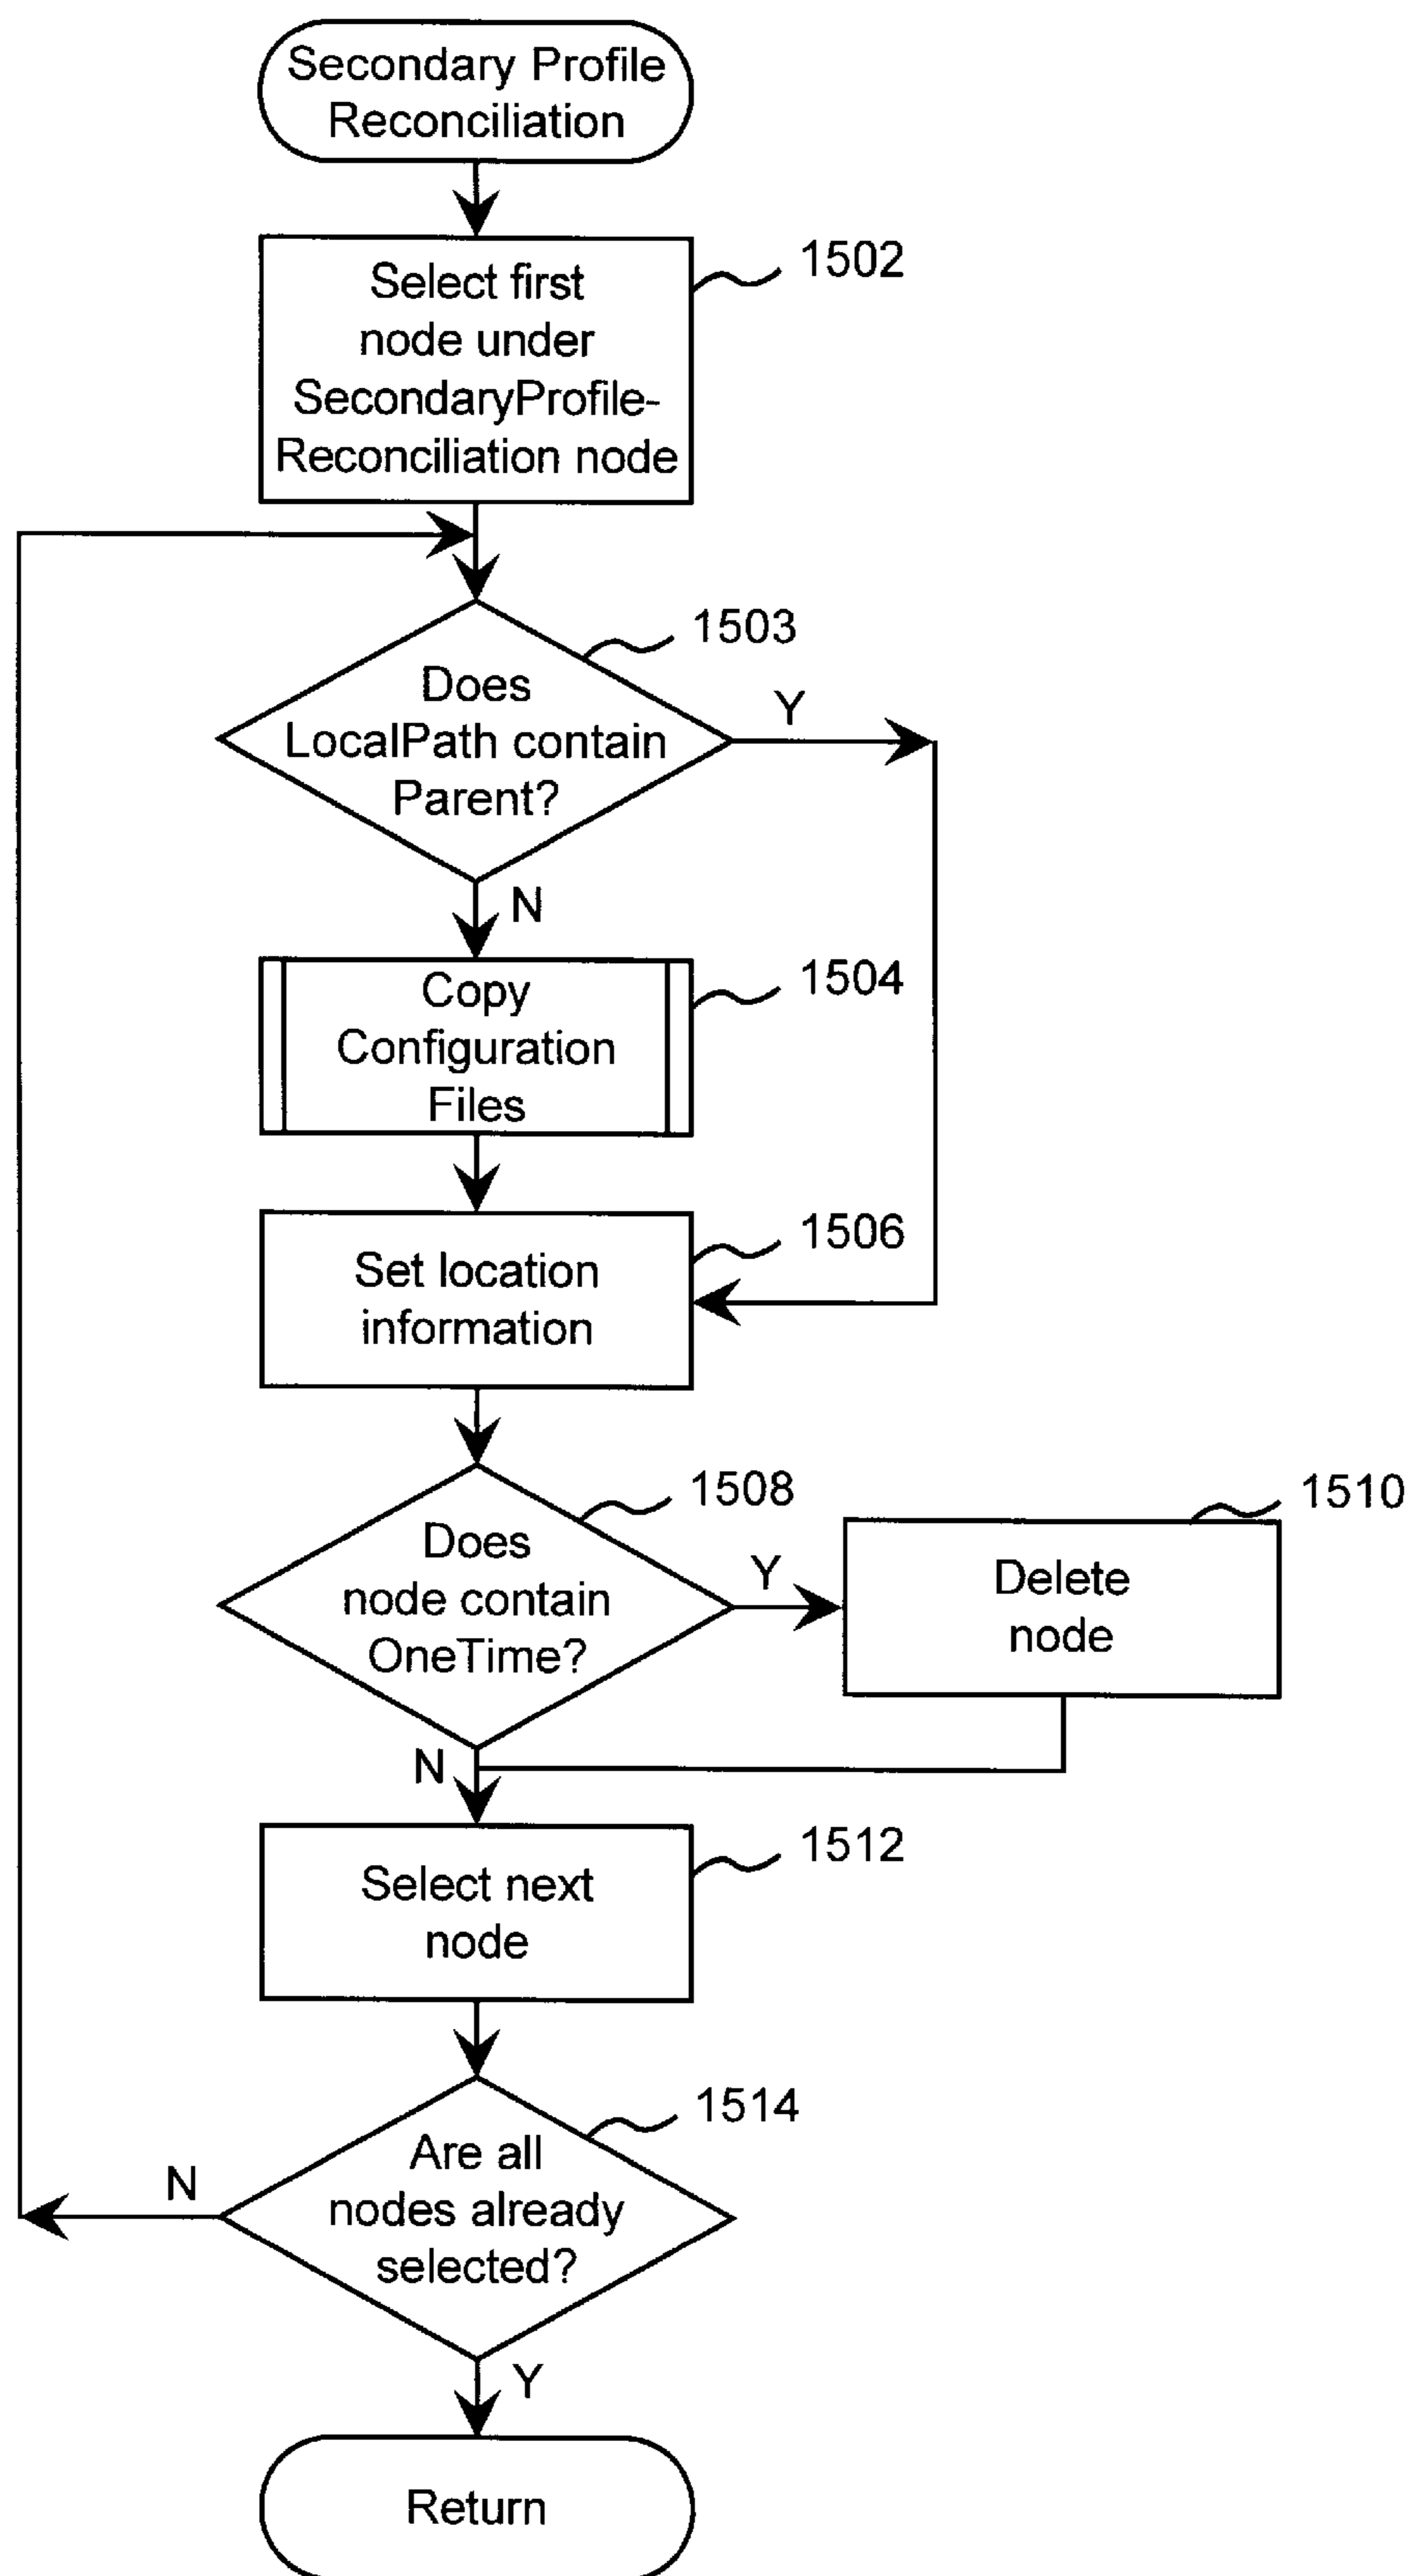 Secondary Profile
Reconciliation
1502
Select first
node under
SecondaryProfile-
Reconciliation node
1503
Does
LocalPath contain
Parent?
Y
N
Copy
Configuration
Files
1504
Set location
information
1506
1508
Does
node contain
OneTime?
Y
1510
Delete
node
N
1512
Select next
node
1514
Are all
nodes already
selected?
N
Y
Return